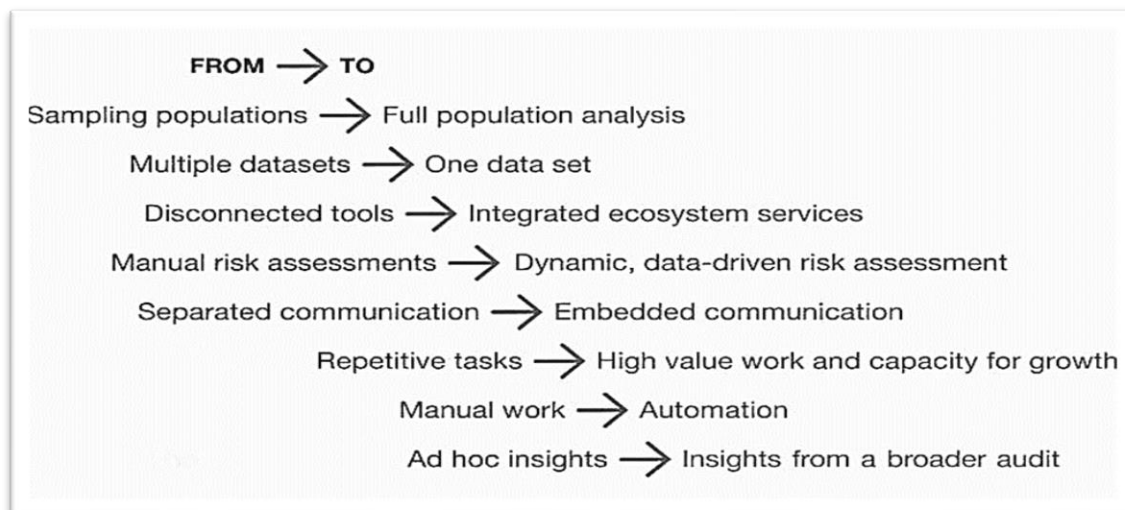 FROM → TO
Sampling populations → Full population analysis
Multiple datasets → One data set
Disconnected tools → Integrated ecosystem services
Manual risk assessments → Dynamic, data-driven risk assessment
Separated communication → Embedded communication
Repetitive tasks → High value work and capacity for growth
Manual work → Automation
Ad hoc insights → Insights from a broader audit